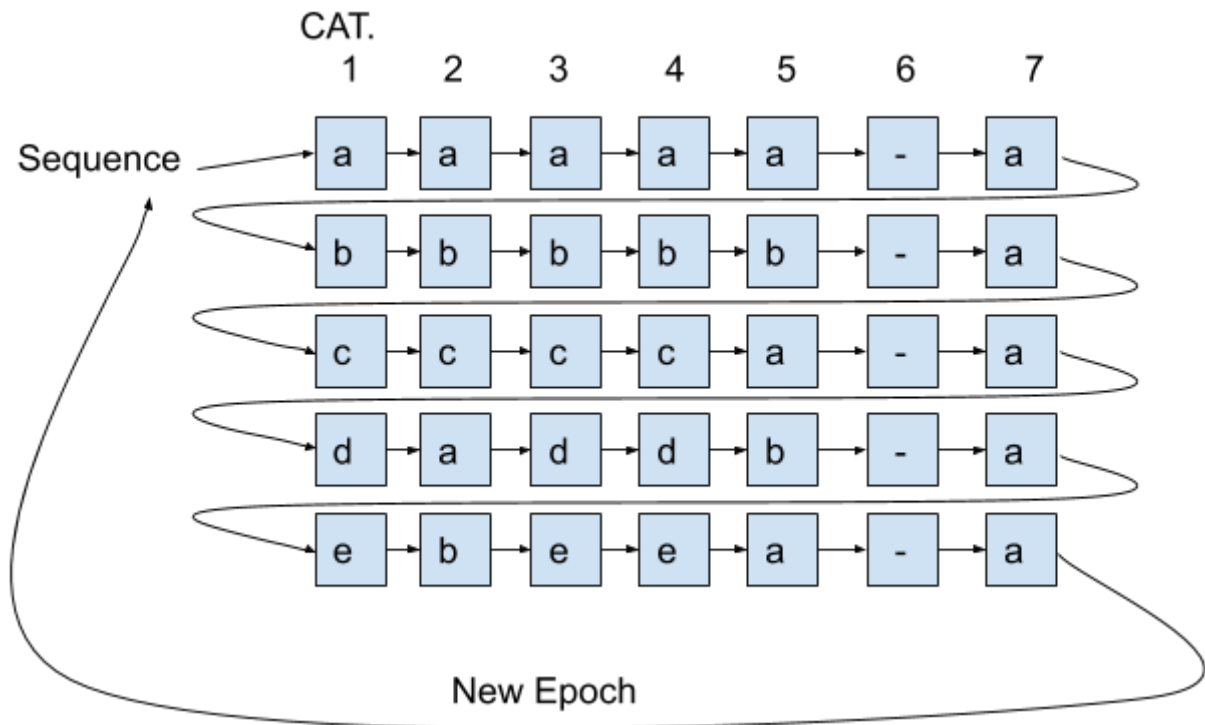 CAT.
1 2 3 4 5 6 7
Sequence a a a a a - a
b b b b b - a
c c c c a - a
d a d d b - a
e b e e a - a
New Epoch